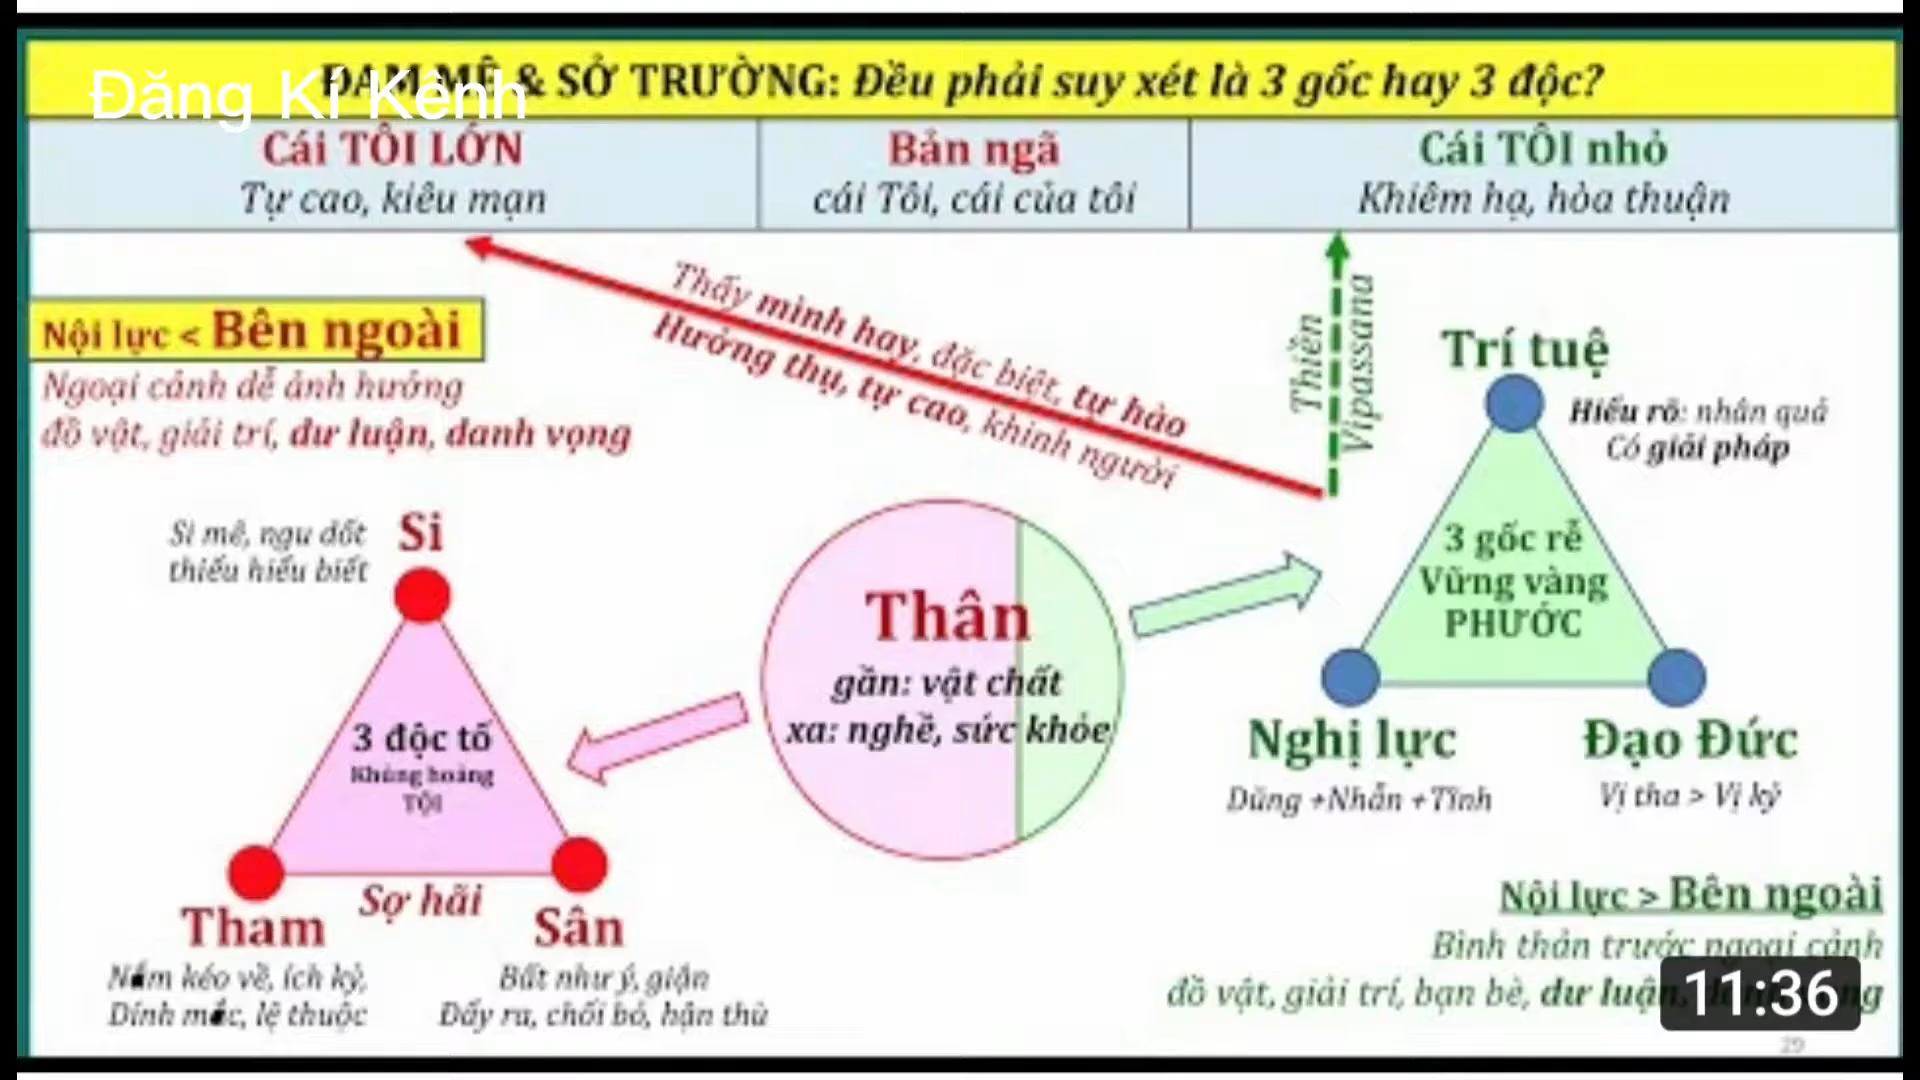 Đăng Kí Kênh
ĐAM MÊ & SỞ TRƯỜNG: Đều phải suy xét là 3 gốc hay 3 độc?
Cái TÔI LỚN
Tự cao, kiêu mạn
Bản ngã
cái Tôi, cái của tôi
Cái TÔI nhỏ
Khiêm hạ, hòa thuận
Thấy mình hay, đặc biệt, tự hào
Hưởng thụ, tự cao, khinh người
Thiền
Vipassana
Nội lực < Bên ngoài
Ngoại cảnh dễ ảnh hưởng
đồ vật, giải trí, dư luận, danh vọng
Trí tuệ
Hiểu rõ: nhân quả
Có giải pháp
Si mê, ngu dốt
thiếu hiểu biết
Si
3 gốc rễ
Vững vàng
PHƯỚC
Thân
gần: vật chất
xa: nghề, sức khỏe
3 độc tố
Khủng hoảng
TỘI
Nghị lực
Dũng +Nhẫn +Tĩnh
Đạo Đức
Vị tha > Vị kỷ
Sợ hãi
Tham
Nắm kéo về, ích kỷ,
Dính mắc, lệ thuộc
Sân
Bất như ý, giận
Đẩy ra, chối bỏ, hận thù
Nội lực > Bên ngoài
Bình thản trước ngoại cảnh
đồ vật, giải trí, bạn bè, dư luận,
11:36
29